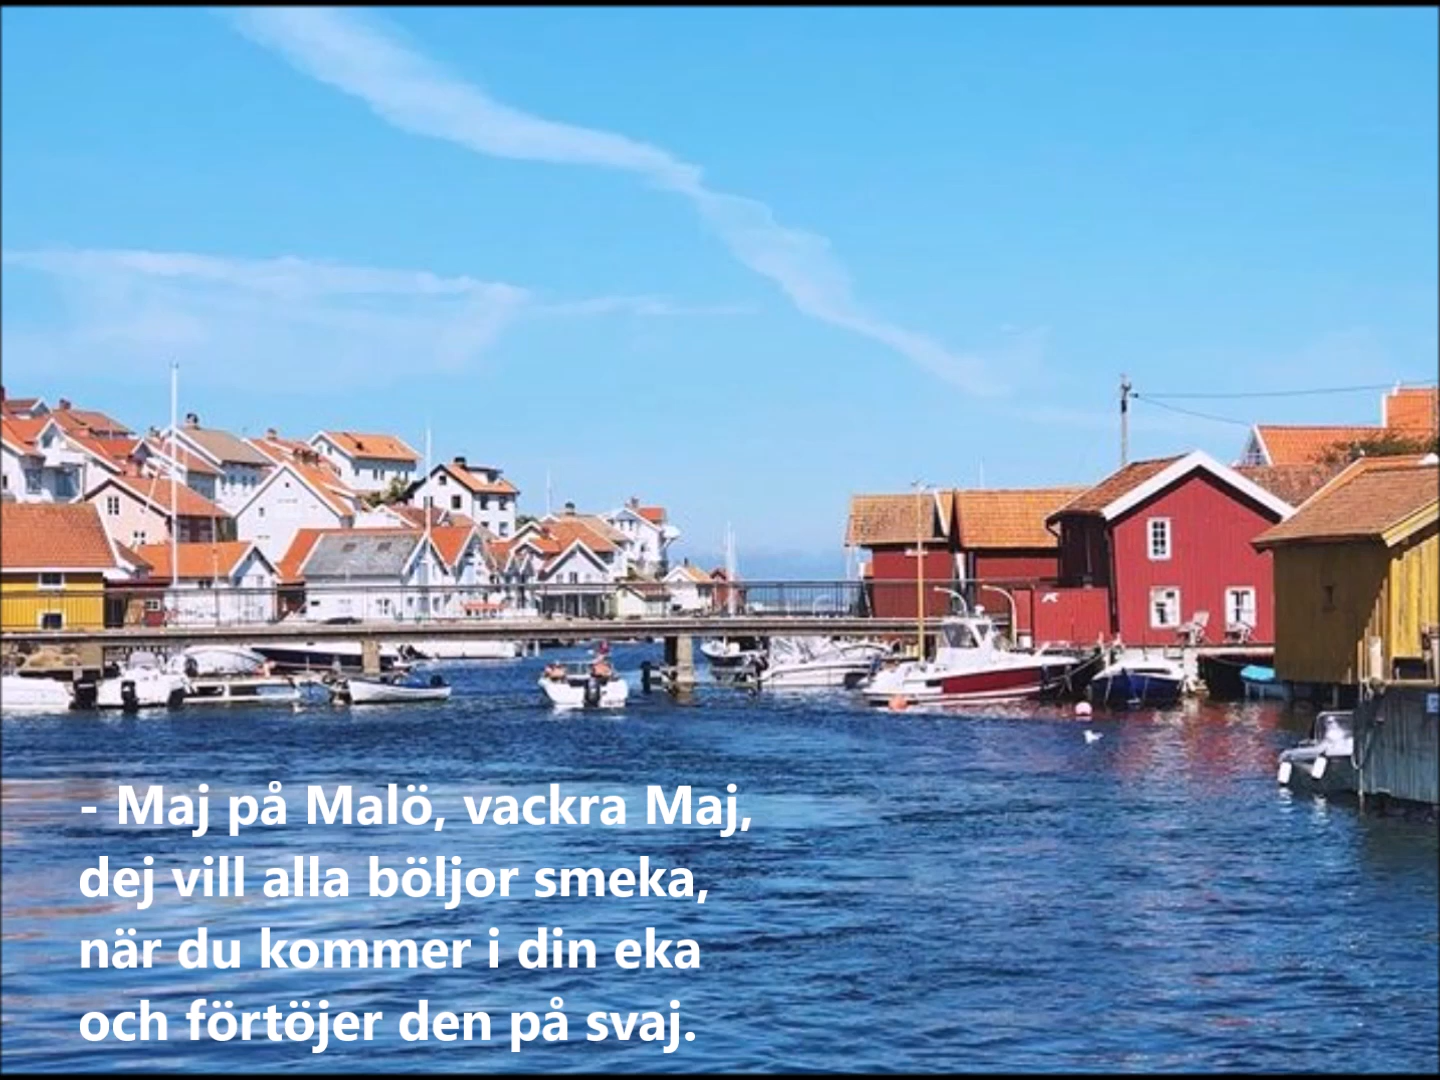 - Maj på Malö, vackra Maj,
dej vill alla böljor smeka,
när du kommer i din eka
och förtöjer den på svaj.